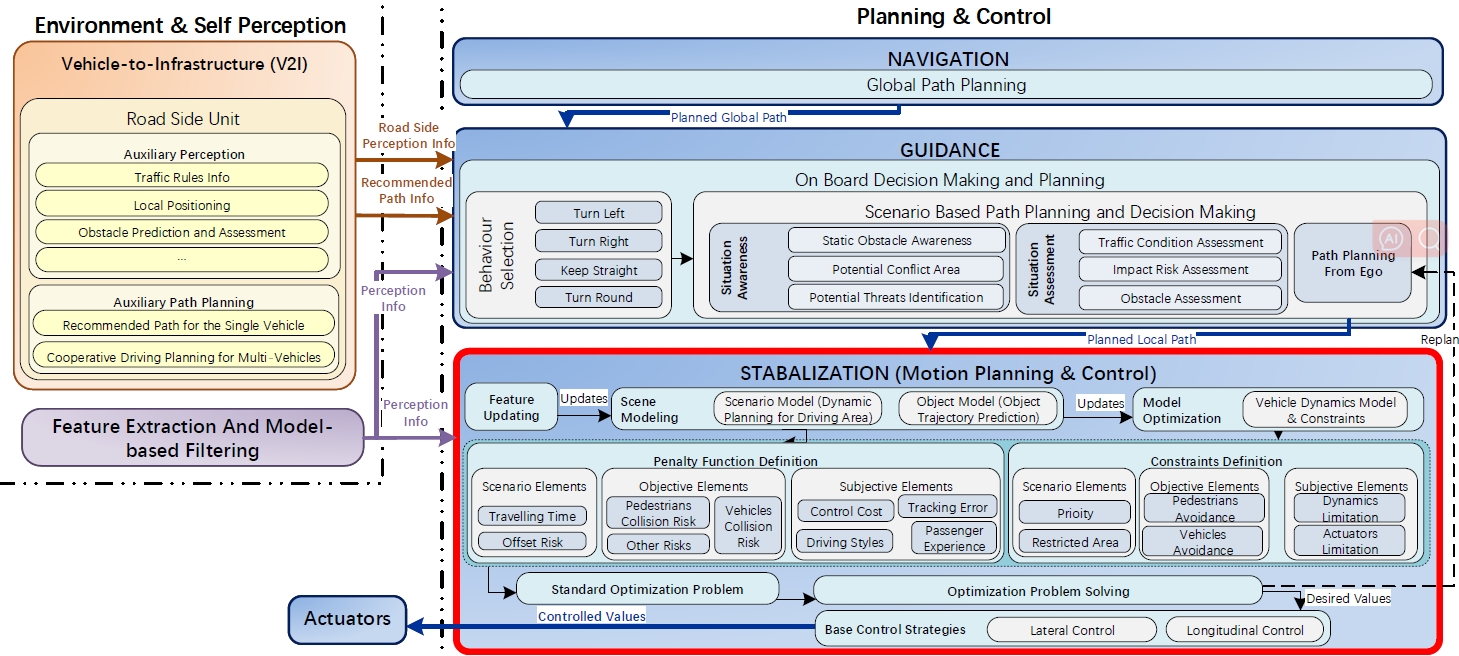 Environment & Self Perception
Vehicle-to-Infrastructure (V2I)
Road Side Unit
Auxiliary Perception
Traffic Rules Info
Local Positioning
Obstacle Prediction and Assessment
...
Auxiliary Path Planning
Recommended Path for the Single Vehicle
Cooperative Driving Planning for Multi-Vehicles
Feature Extraction And Model-
based Filtering
Road Side
Perception Info
Recommended
Path Info
Perception
Info
Perception
Info
Planning & Control
NAVIGATION
Global Path Planning
Planned Global Path
GUIDANCE
On Board Decision Making and Planning
Behaviour
Selection
Turn Left
Turn Right
Keep Straight
Turn Round
Scenario Based Path Planning and Decision Making
Situation
Awareness
Static Obstacle Awareness
Potential Conflict Area
Potential Threats Identification
Situation
Assessment
Traffic Condition Assessment
Impact Risk Assessment
Obstacle Assessment
Path Planning
From Ego
AI
Planned Local Path
Replan
STABALIZATION (Motion Planning & Control)
Feature
Updating
Updates
Scene
Modeling
Scenario Model (Dynamic
Planning for Driving Area)
Object Model (Object
Trajectory Prediction)
Updates
Model
Optimization
Vehicle Dynamics Model
& Constraints
Penalty Function Definition
Scenario Elements
Travelling Time
Offset Risk
Objective Elements
Pedestrians
Collision Risk
Other Risks
Vehicles
Collision
Risk
Subjective Elements
Control Cost
Driving Styles
Tracking Error
Passenger
Experience
Constraints Definition
Scenario Elements
Prioity
Restricted Area
Objective Elements
Pedestrians
Avoidance
Vehicles
Avoidance
Subjective Elements
Dynamics
Limitation
Actuators
Limitation
Standard Optimization Problem
Optimization Problem Solving
Desired Values
Actuators
Controlled Values
Base Control Strategies
Lateral Control
Longitudinal Control